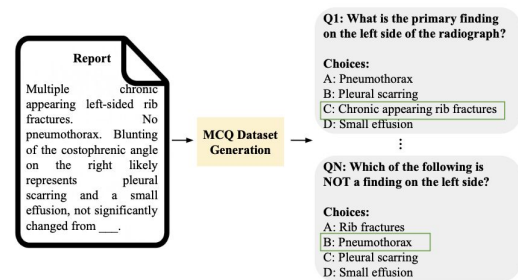 Report
Multiple chronic
appearing left-sided rib
fractures. No
pneumothorax. Blunting
of the costophrenic angle
on the right likely
represents pleural
scarring and a small
effusion, not significantly
changed from ___.
MCQ Dataset
Generation
Q1: What is the primary finding
on the left side of the radiograph?
Choices:
A: Pneumothorax
B: Pleural scarring
C: Chronic appearing rib fractures
D: Small effusion
⋮
QN: Which of the following is
NOT a finding on the left side?
Choices:
A: Rib fractures
B: Pneumothorax
C: Pleural scarring
D: Small effusion